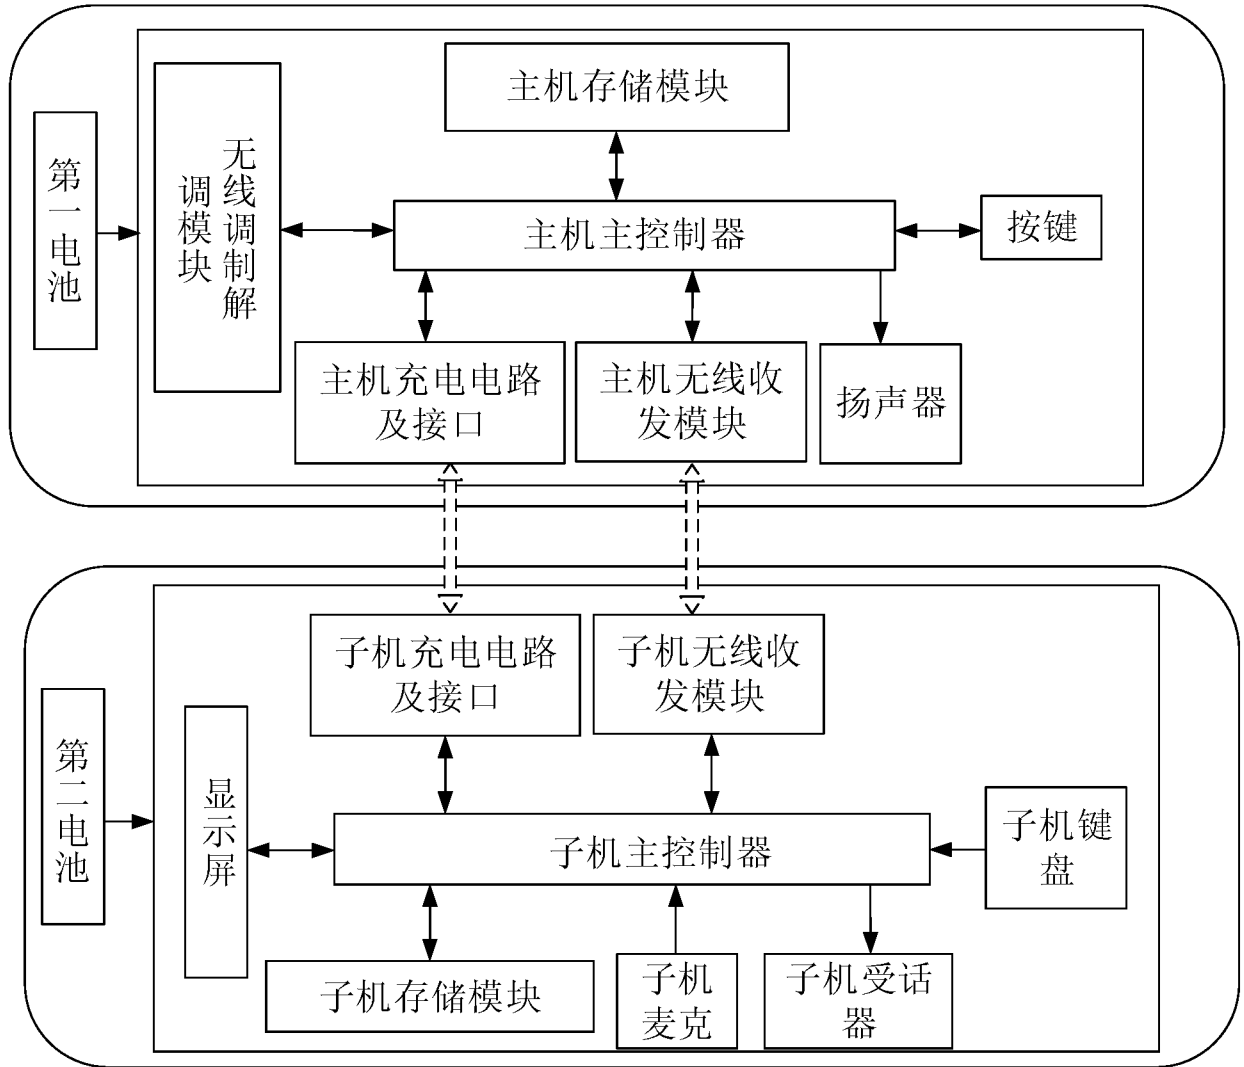 主机存储模块
第一电池
无线调制解
调模块
主机主控制器
按键
主机充电电路
及接口
主机无线收
发模块
扬声器
子机充电电路
及接口
子机无线收
发模块
第二电池
显示屏
子机主控制器
子机键
盘
子机存储模块
子机
麦克
子机受话
器